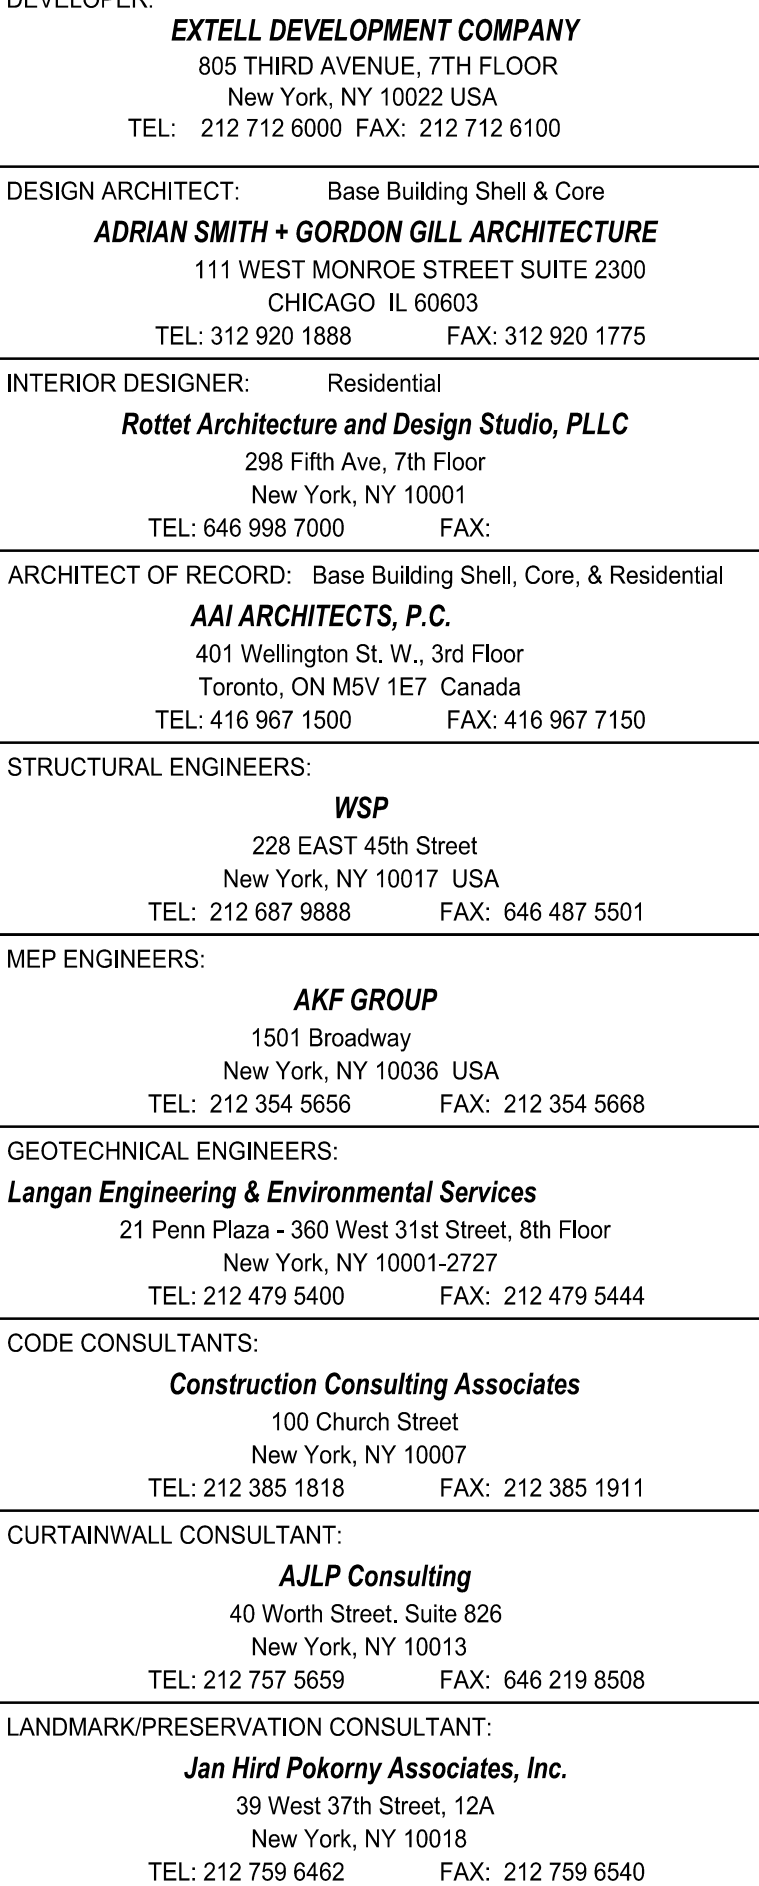 DEVELOPER:
EXTELL DEVELOPMENT COMPANY
805 THIRD AVENUE, 7TH FLOOR
New York, NY 10022 USA
TEL: 212 712 6000 FAX: 212 712 6100
DESIGN ARCHITECT: Base Building Shell & Core
ADRIAN SMITH + GORDON GILL ARCHITECTURE
111 WEST MONROE STREET SUITE 2300
CHICAGO IL 60603
TEL: 312 920 1888 FAX: 312 920 1775
INTERIOR DESIGNER: Residential
Rottet Architecture and Design Studio, PLLC
298 Fifth Ave, 7th Floor
New York, NY 10001
TEL: 646 998 7000 FAX:
ARCHITECT OF RECORD: Base Building Shell, Core, & Residential
AAI ARCHITECTS, P.C.
401 Wellington St. W., 3rd Floor
Toronto, ON M5V 1E7 Canada
TEL: 416 967 1500 FAX: 416 967 7150
STRUCTURAL ENGINEERS:
WSP
228 EAST 45th Street
New York, NY 10017 USA
TEL: 212 687 9888 FAX: 646 487 5501
MEP ENGINEERS:
AKF GROUP
1501 Broadway
New York, NY 10036 USA
TEL: 212 354 5656 FAX: 212 354 5668
GEOTECHNICAL ENGINEERS:
Langan Engineering & Environmental Services
21 Penn Plaza - 360 West 31st Street, 8th Floor
New York, NY 10001-2727
TEL: 212 479 5400 FAX: 212 479 5444
CODE CONSULTANTS:
Construction Consulting Associates
100 Church Street
New York, NY 10007
TEL: 212 385 1818 FAX: 212 385 1911
CURTAINWALL CONSULTANT:
AJLP Consulting
40 Worth Street. Suite 826
New York, NY 10013
TEL: 212 757 5659 FAX: 646 219 8508
LANDMARK/PRESERVATION CONSULTANT:
Jan Hird Pokorny Associates, Inc.
39 West 37th Street, 12A
New York, NY 10018
TEL: 212 759 6462 FAX: 212 759 6540